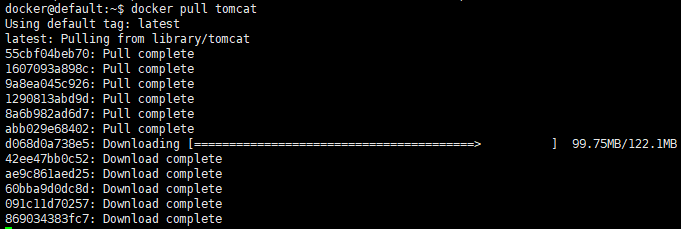 docker@default:~$ docker pull tomcat
Using default tag: latest
latest: Pulling from library/tomcat
55cbf04beb70: Pull complete
1607093a898c: Pull complete
9a8ea045c926: Pull complete
1290813abd9d: Pull complete
8a6b982ad6d7: Pull complete
abb029e68402: Pull complete
d068d0a738e5: Downloading [========================================>          ]  99.75MB/122.1MB
42ee47bb0c52: Download complete
ae9c861aed25: Download complete
60bba9d0dc8d: Download complete
091c11d70257: Download complete
869034383fc7: Download complete